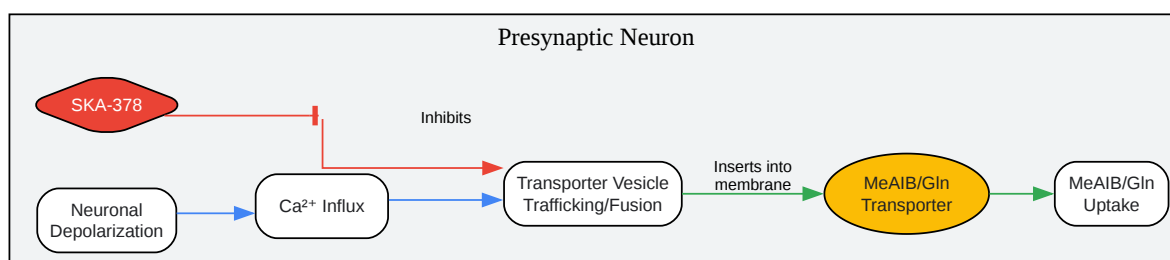 Presynaptic Neuron
SKA-378
Inhibits
Neuronal
Depolarization
Ca²⁺ Influx
Transporter Vesicle
Trafficking/Fusion
Inserts into
membrane
MeAIB/Gln
Transporter
MeAIB/Gln
Uptake